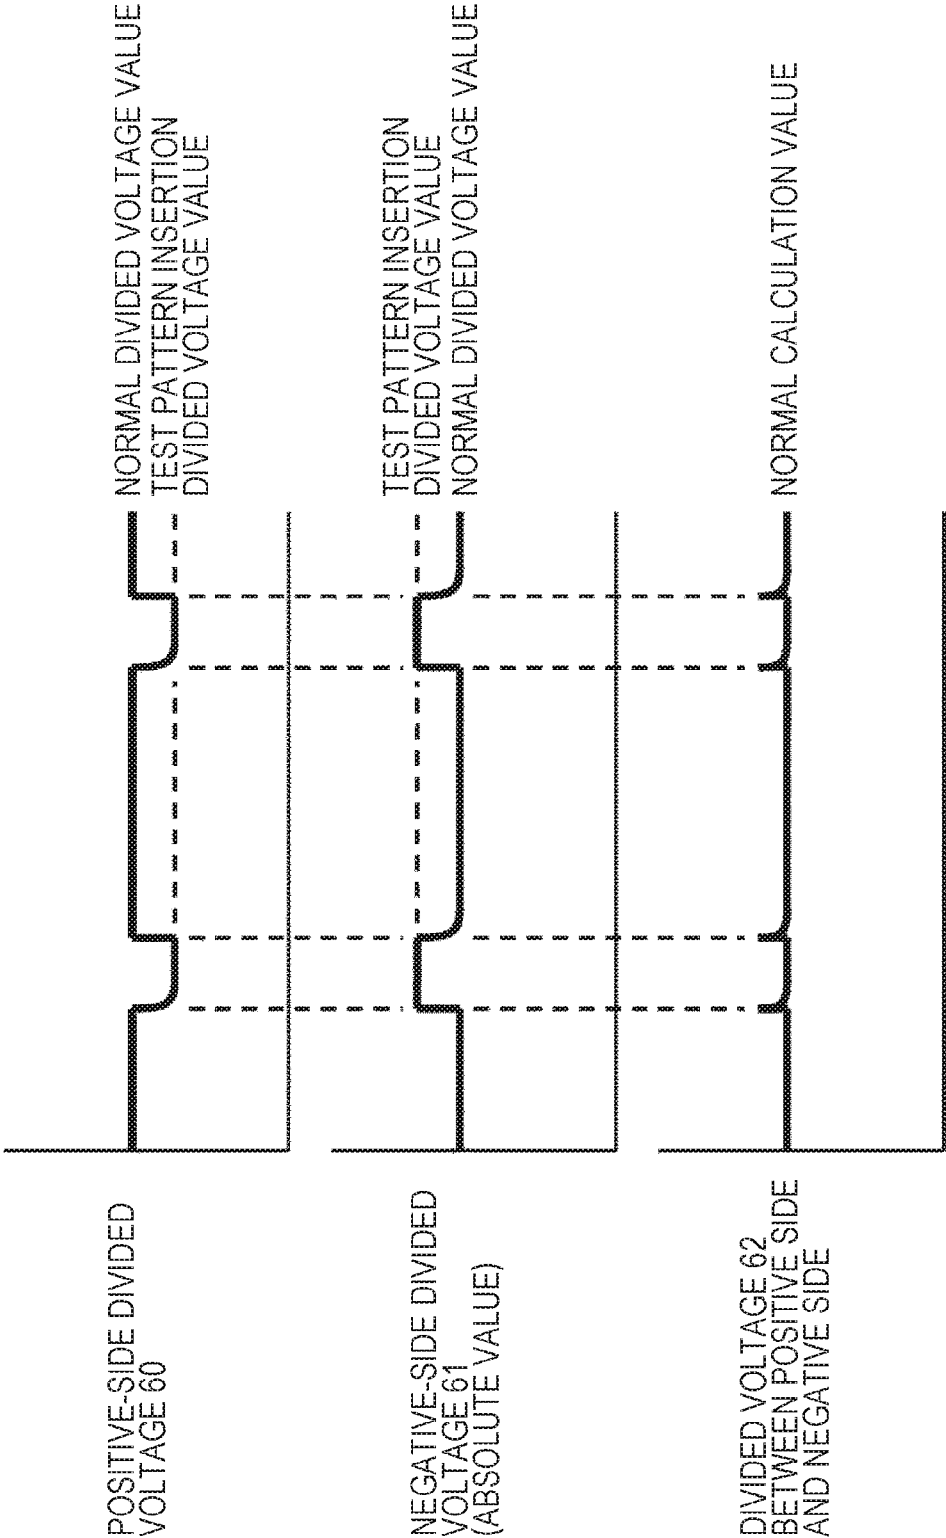 POSITIVE-SIDE DIVIDED
VOLTAGE 60
NORMAL DIVIDED VOLTAGE VALUE
TEST PATTERN INSERTION
DIVIDED VOLTAGE VALUE
NEGATIVE-SIDE DIVIDED
VOLTAGE 61
(ABSOLUTE VALUE)
TEST PATTERN INSERTION
DIVIDED VOLTAGE VALUE
NORMAL DIVIDED VOLTAGE VALUE
DIVIDED VOLTAGE 62
BETWEEN POSITIVE SIDE
AND NEGATIVE SIDE
NORMAL CALCULATION VALUE